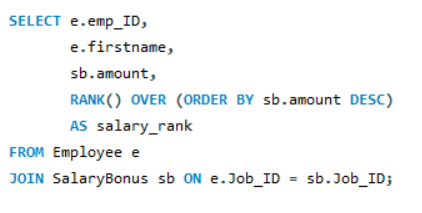 SELECT e.emp_ID,
e.firstname,
sb.amount,
RANK() OVER (ORDER BY sb.amount DESC)
AS salary_rank
FROM Employee e
JOIN SalaryBonus sb ON e.Job_ID = sb.Job_ID;